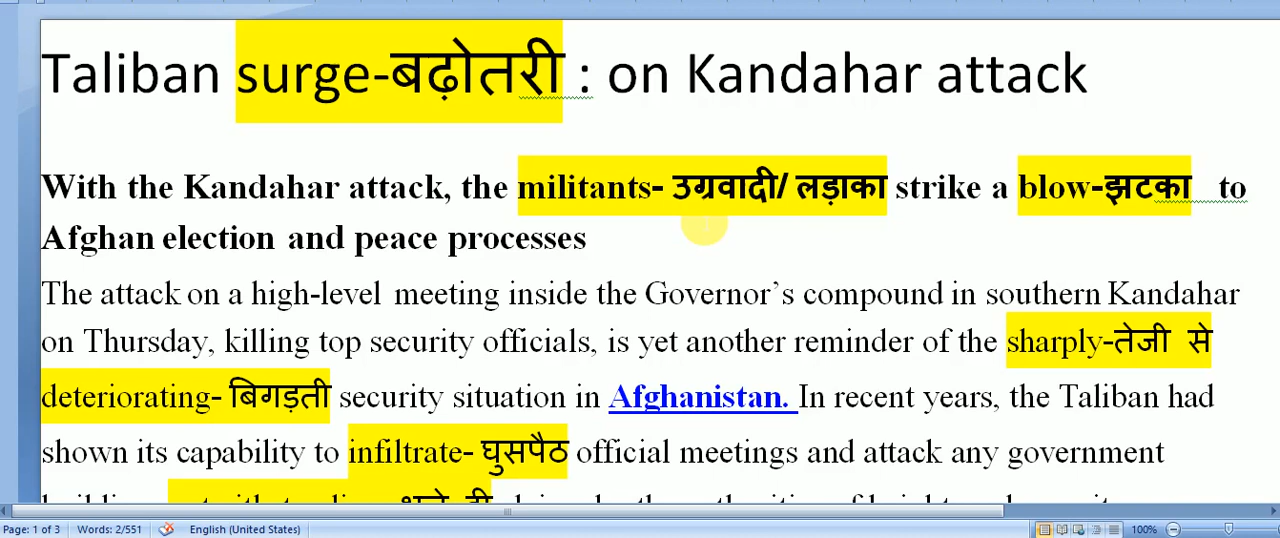 Taliban surge-बढ़ोतरी : on Kandahar attack
With the Kandahar attack, the militants- उग्रवादी/ लड़ाका strike a blow-झटका to
Afghan election and peace processes
The attack on a high-level meeting inside the Governor’s compound in southern Kandahar
on Thursday, killing top security officials, is yet another reminder of the sharply-तेजी से
deteriorating- बिगड़ती security situation in Afghanistan. In recent years, the Taliban had
shown its capability to infiltrate- घुसपैठ official meetings and attack any government
Page: 1 of 3 Words: 2/551 English (United States) 100%